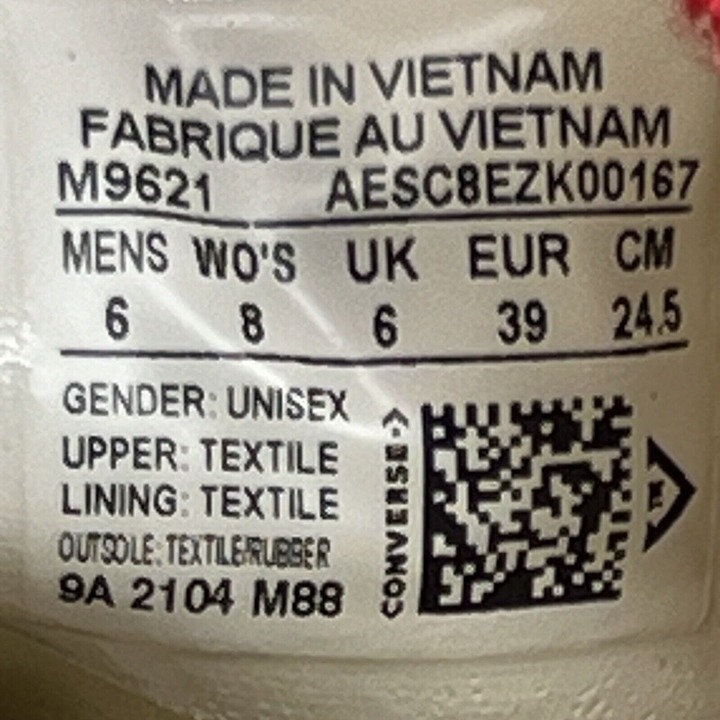 MADE IN VIETNAM
FABRIQUE AU VIETNAM
M9621 AESC8EZK00167
MENS WO'S UK EUR CM
6 8 6 39 24.5
GENDER: UNISEX
UPPER: TEXTILE
LINING: TEXTILE
OUTSOLE: TEXTILE/RUBBER
9A 2104 M88
CONVERSE